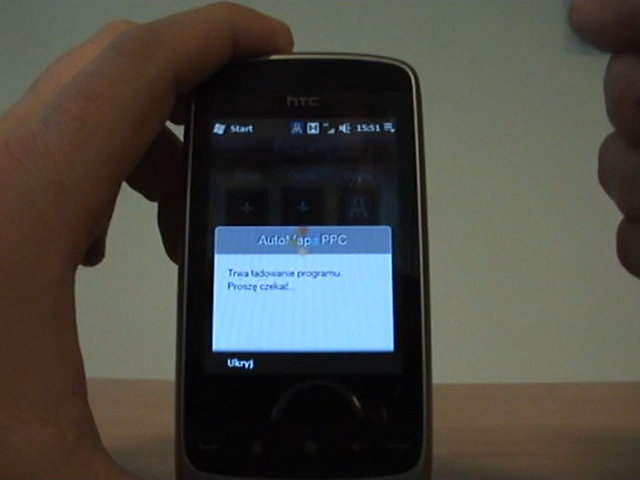 hTC
Start 15:51
AutoMapa PPC
Trwa ładowanie programu.
Proszę czekać...
Ukryj